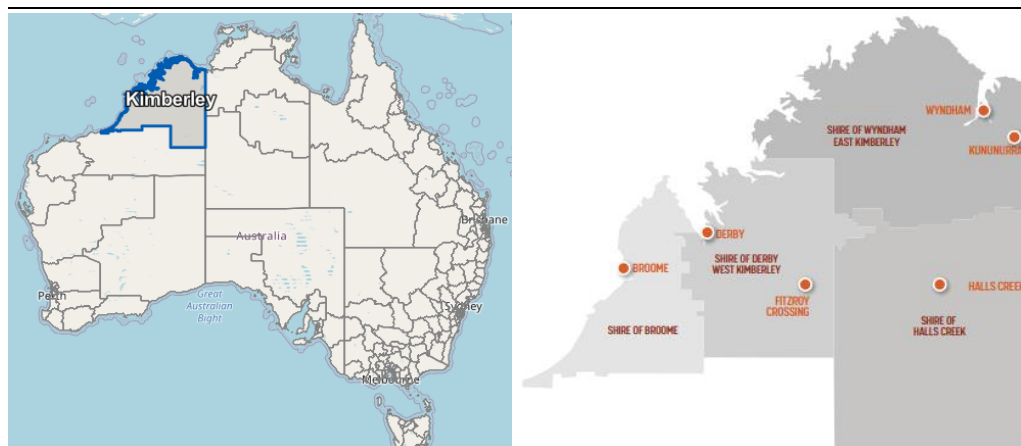 Kimberley
Australia
Brisbane
Perth
Great
Australian
Bight
Sydney
Melbourne
WYNDHAM
SHIRE OF WYNDHAM
EAST KIMBERLEY
KUNUNURRA
DERBY
BROOME
SHIRE OF DERBY
WEST KIMBERLEY
FITZROY
CROSSING
HALLS CREEK
SHIRE OF BROOME
SHIRE OF
HALLS CREEK